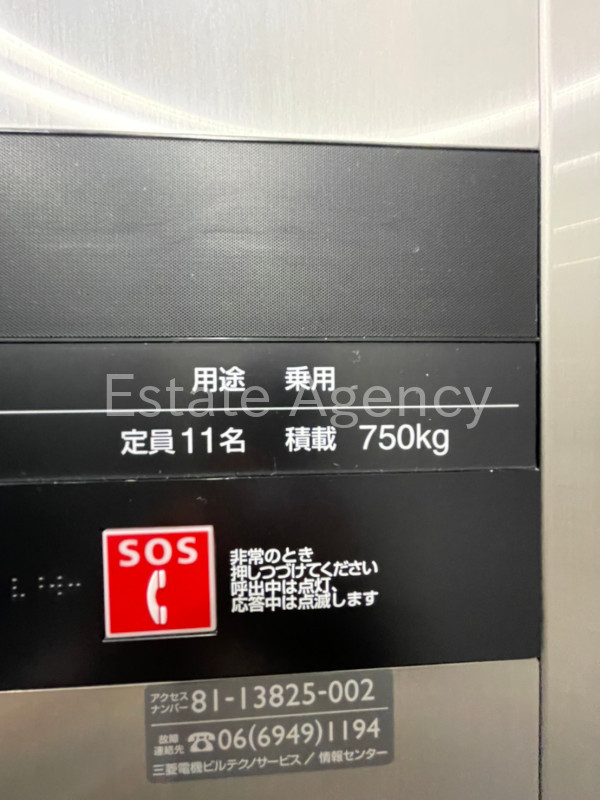 用途 乗用
Estate Agency
定員11名 積載 750kg
SOS
非常のとき
押しつづけてください
呼出中は点灯、
応答中は点滅します
アクセスナンバー 81-13825-002
故障連絡先 ☎06(6949)1194
三菱電機ビルテクノサービス／情報センター